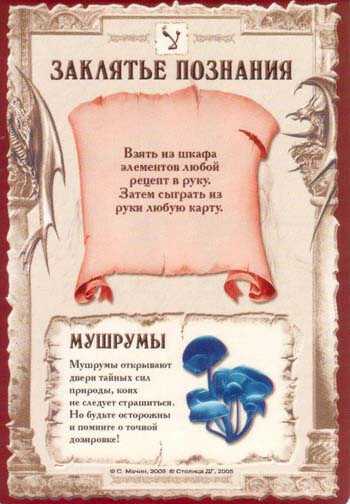 ЗАКЛЯТЬЕ ПОЗНАНИЯ
Взять из шкафа
элементов любой
рецепт в руку.
Затем сыграть из
руки любую карту.
МУШРУМЫ
Мушрумы открывают
двери тайных сил
природы, коих
не следует страшиться.
Но будьте осторожны
и помните о точной
дозировке!
© С. Мачин, 2005 © Столица ДГ, 2005